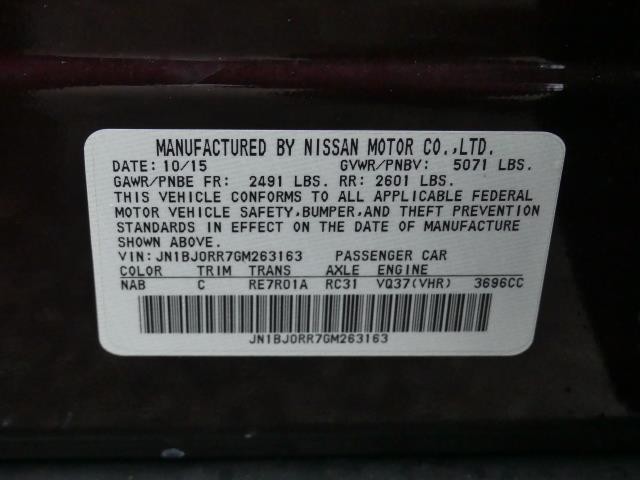 MANUFACTURED BY NISSAN MOTOR CO.,LTD.
DATE: 10/15 GVWR/PNBV: 5071 LBS.
GAWR/PNBE FR: 2491 LBS. RR: 2601 LBS.
THIS VEHICLE CONFORMS TO ALL APPLICABLE FEDERAL
MOTOR VEHICLE SAFETY,BUMPER,AND THEFT PREVENTION
STANDARDS IN EFFECT ON THE DATE OF MANUFACTURE
SHOWN ABOVE.
VIN: JN1BJ0RR7GM263163 PASSENGER CAR
COLOR TRIM TRANS AXLE ENGINE
NAB C RE7R01A RC31 VQ37(VHR) 3696CC
JN1BJ0RR7GM263163